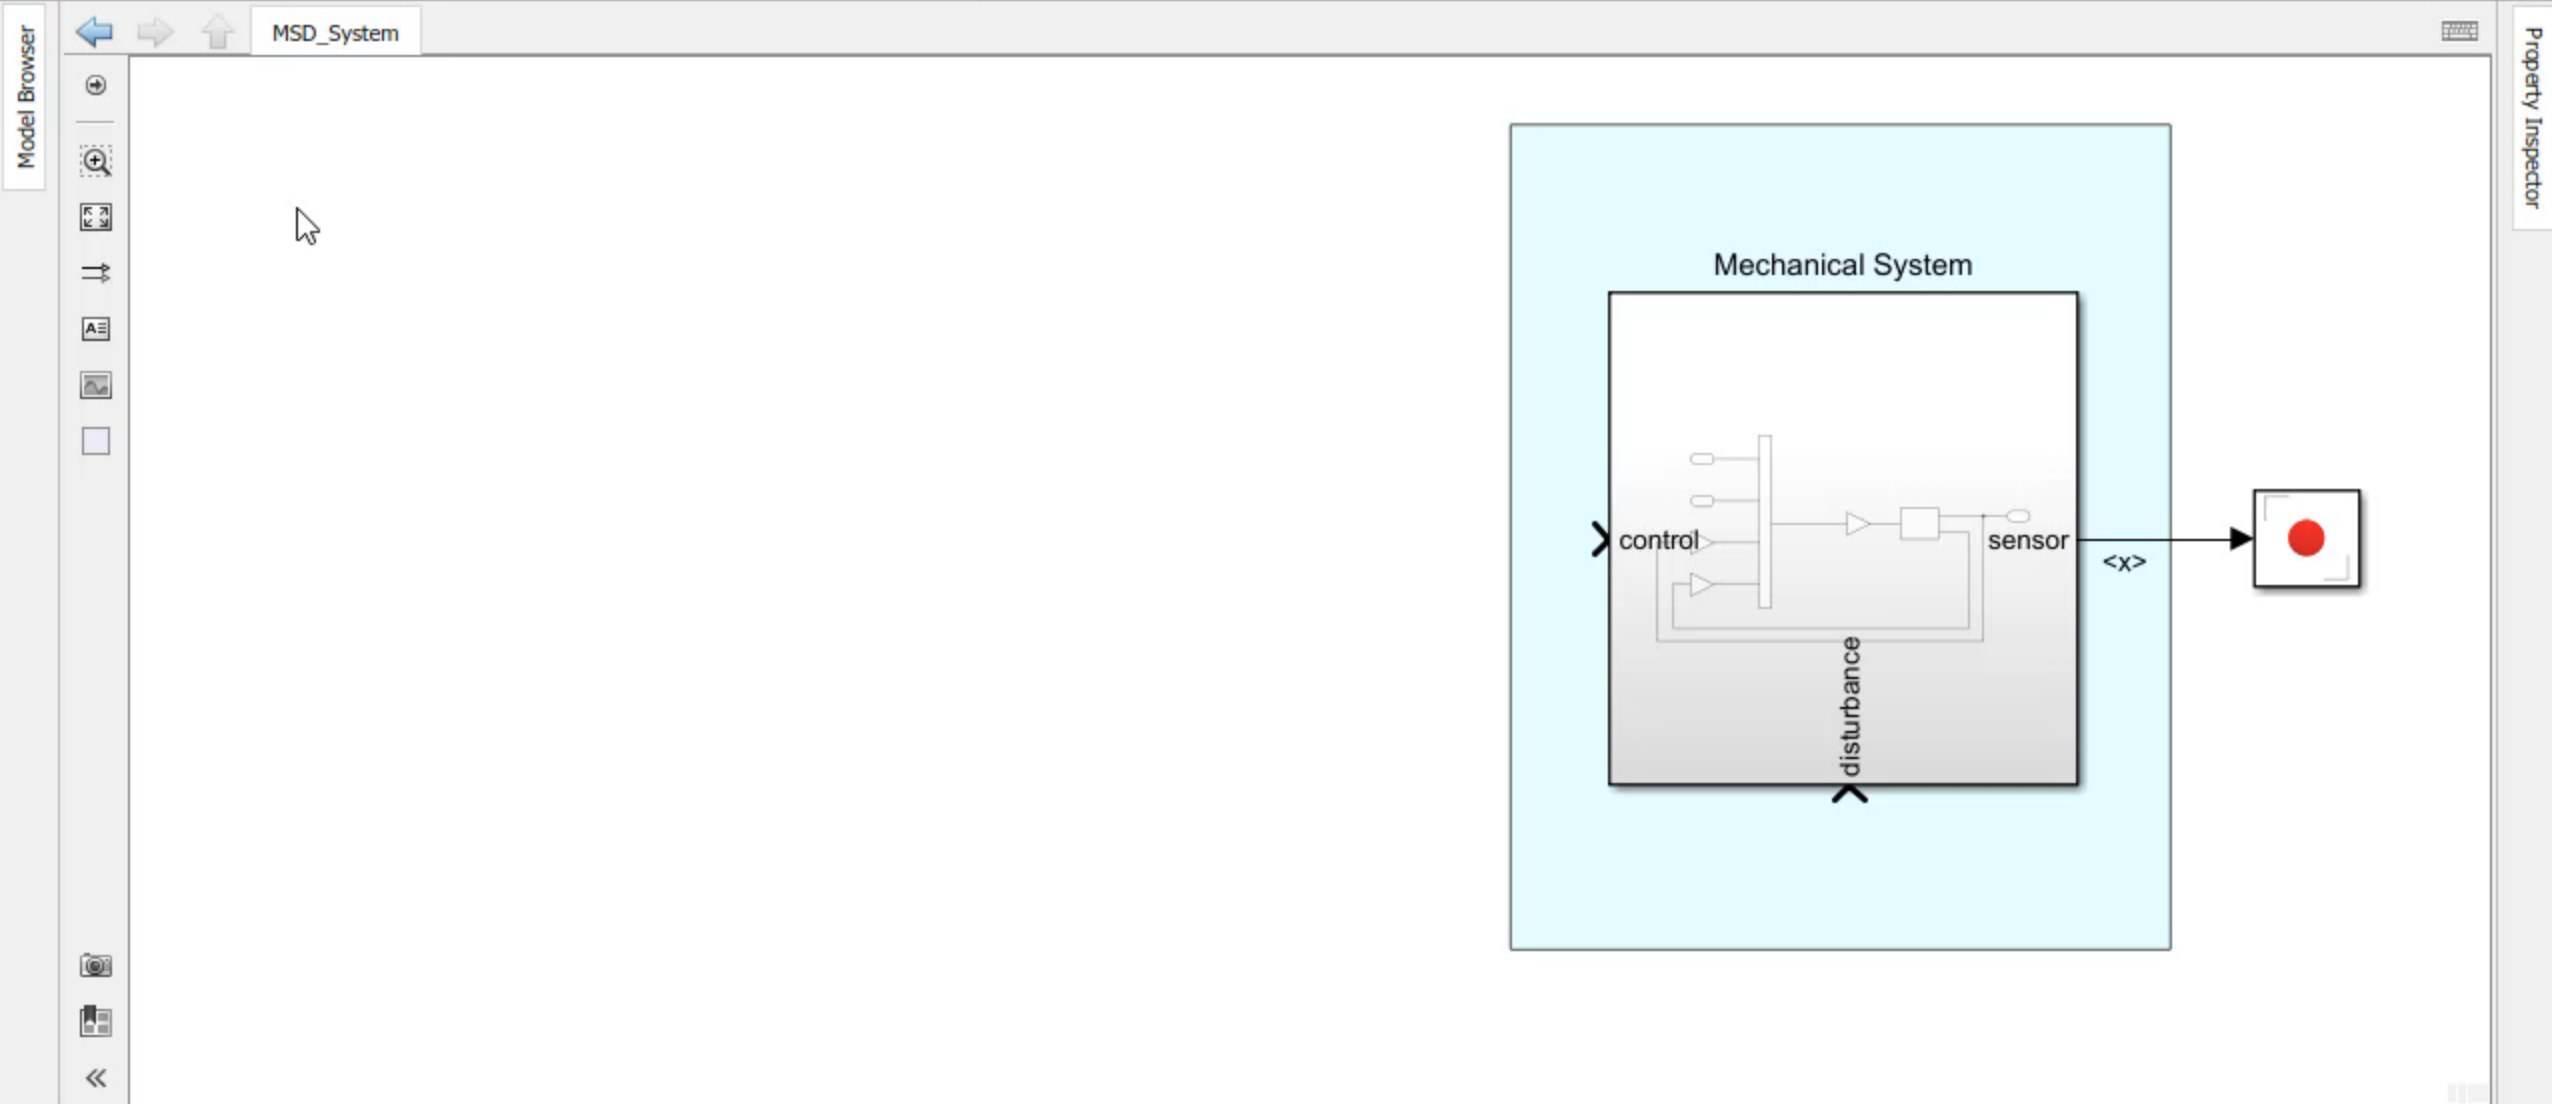 Model Browser
MSD_System
Property Inspector
Mechanical System
control
sensor
<x>
disturbance